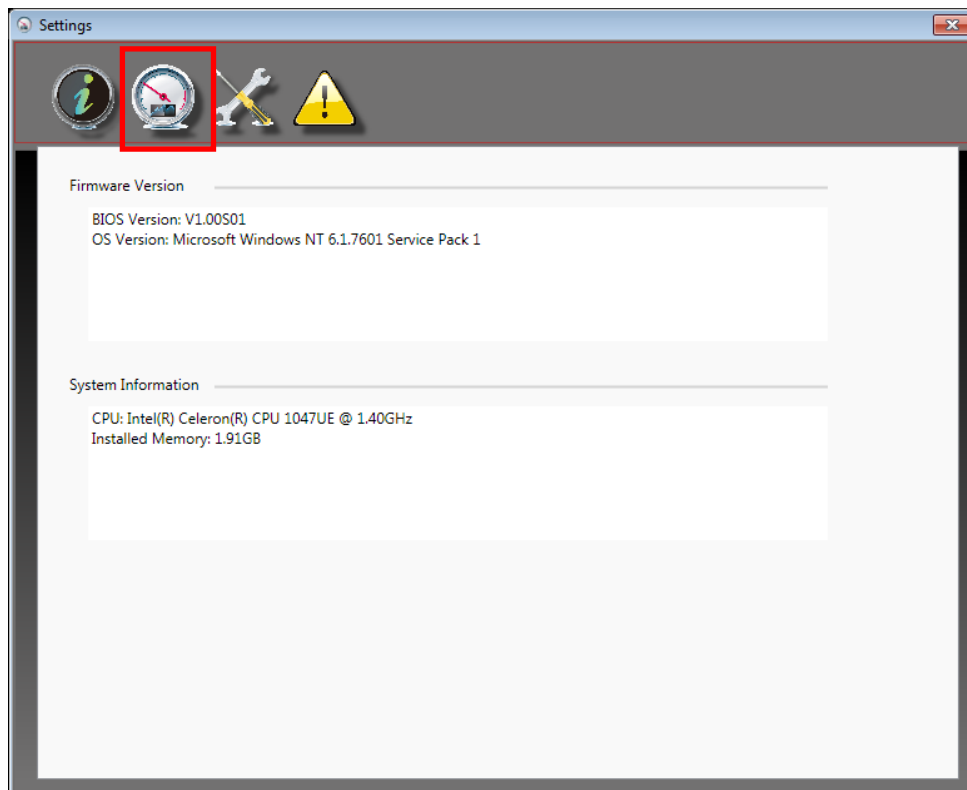 Settings
Firmware Version
BIOS Version: V1.00S01
OS Version: Microsoft Windows NT 6.1.7601 Service Pack 1
System Information
CPU: Intel(R) Celeron(R) CPU 1047UE @ 1.40GHz
Installed Memory: 1.91GB